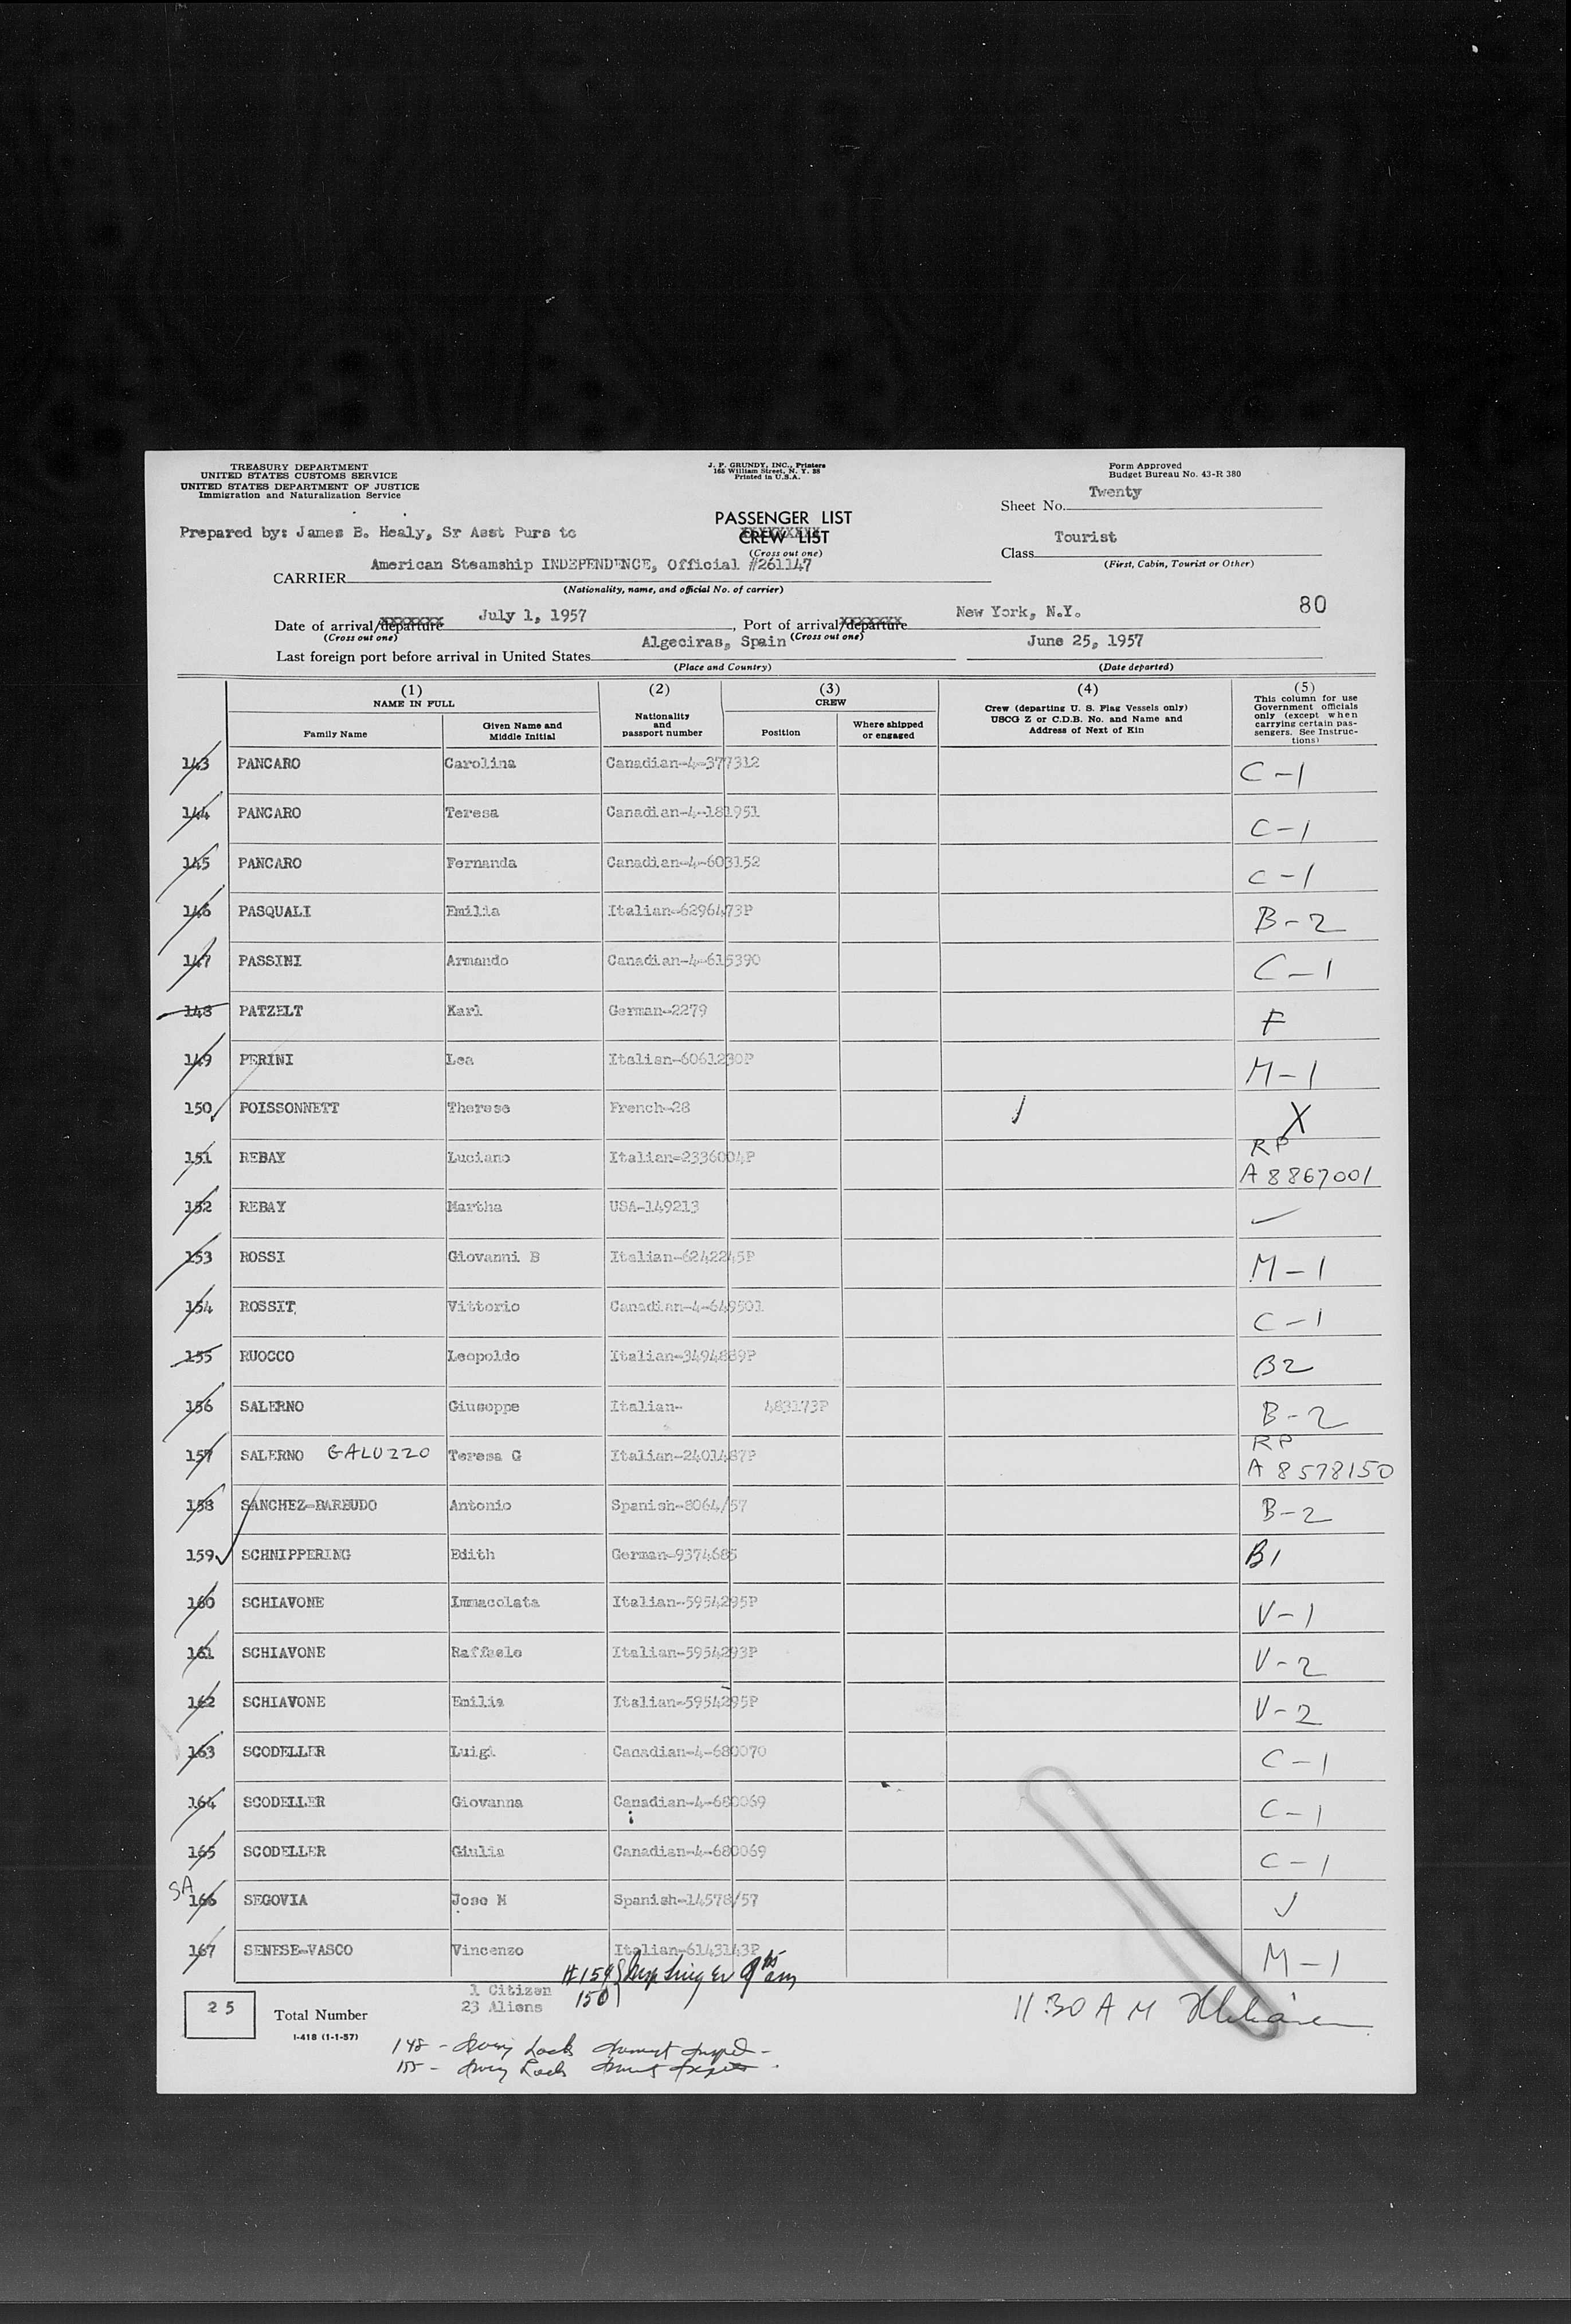 TREASURY DEPARTMENT
UNITED STATES CUSTOMS SERVICE
UNITED STATES DEPARTMENT OF JUSTICE
Immigration and Naturalization Service
J. P. GRUNDY, INC., Printers
165 William Street, N. Y. 38
Printed in U.S.A.
Form Approved
Budget Bureau No. 43-R 380
Sheet No. Twenty
Prepared by: James B. Healy, Sr Asst Purs to
PASSENGER LIST
CREW LIST
(Cross out one)
Class Tourist
(First, Cabin, Tourist or Other)
CARRIER American Steamship INDEPENDENCE, Official #261147
(Nationality, name, and official No. of carrier)
80
Date of arrival/departure July 1, 1957, Port of arrival/departure New York, N.Y.
(Cross out one) (Cross out one)
Last foreign port before arrival in United States Algeciras, Spain June 25, 1957
(Place and Country) (Date departed)
(1) NAME IN FULL
Family Name
Given Name and Middle Initial
(2) Nationality and passport number
(3) CREW
Position
Where shipped or engaged
(4) Crew (departing U. S. Flag Vessels only) USCG Z or C.D.B. No. and Name and Address of Next of Kin
(5) This column for use Government officials only (except when carrying certain passengers. See Instructions)
143 PANCARO Carolina Canadian-4-377312 C-1
144 PANCARO Teresa Canadian-4-181951 C-1
145 PANCARO Fernanda Canadian-4-603152 C-1
146 PASQUALI Emilia Italian-6296473P B-2
147 PASSINI Armando Canadian-4-615390 C-1
148 PATZELT Karl German-2279 F
149 PERINI Lea Italian-6061230P M-1
150 POISSONNETT Therese French-28 X
151 REBAY Luciano Italian-2336004P RP A 8867001
152 REBAY Martha USA-149213
153 ROSSI Giovanni B Italian-6242245P M-1
154 ROSSIT Vittorio Canadian-4-649501 C-1
155 RUOCCO Leopoldo Italian-3494889P B2
156 SALERNO Giuseppe Italian- 483173P B-2
157 SALERNO GALUZZO Teresa G Italian-2401487P RP A 8578150
158 SANCHEZ-BARBUDO Antonio Spanish-8064/57 B-2
159 SCHNIPPERING Edith German-9374685 B1
160 SCHIAVONE Immacolata Italian-5954295P V-1
161 SCHIAVONE Raffaele Italian-5954293P V-2
162 SCHIAVONE Emilia Italian-5954295P V-2
163 SCODELLER Luigi Canadian-4-680070 C-1
164 SCODELLER Giovanna Canadian-4-680069 C-1
165 SCODELLER Giulia Canadian-4-680069 C-1
SA 166 SEGOVIA Jose M Spanish-14578/57
167 SENESE-VASCO Vincenzo Italian-6143143P M-1
#159
150
1 Citizen
23 Aliens
25 Total Number
I-418 (1-1-57)
11:30 AM
148 -
155 -